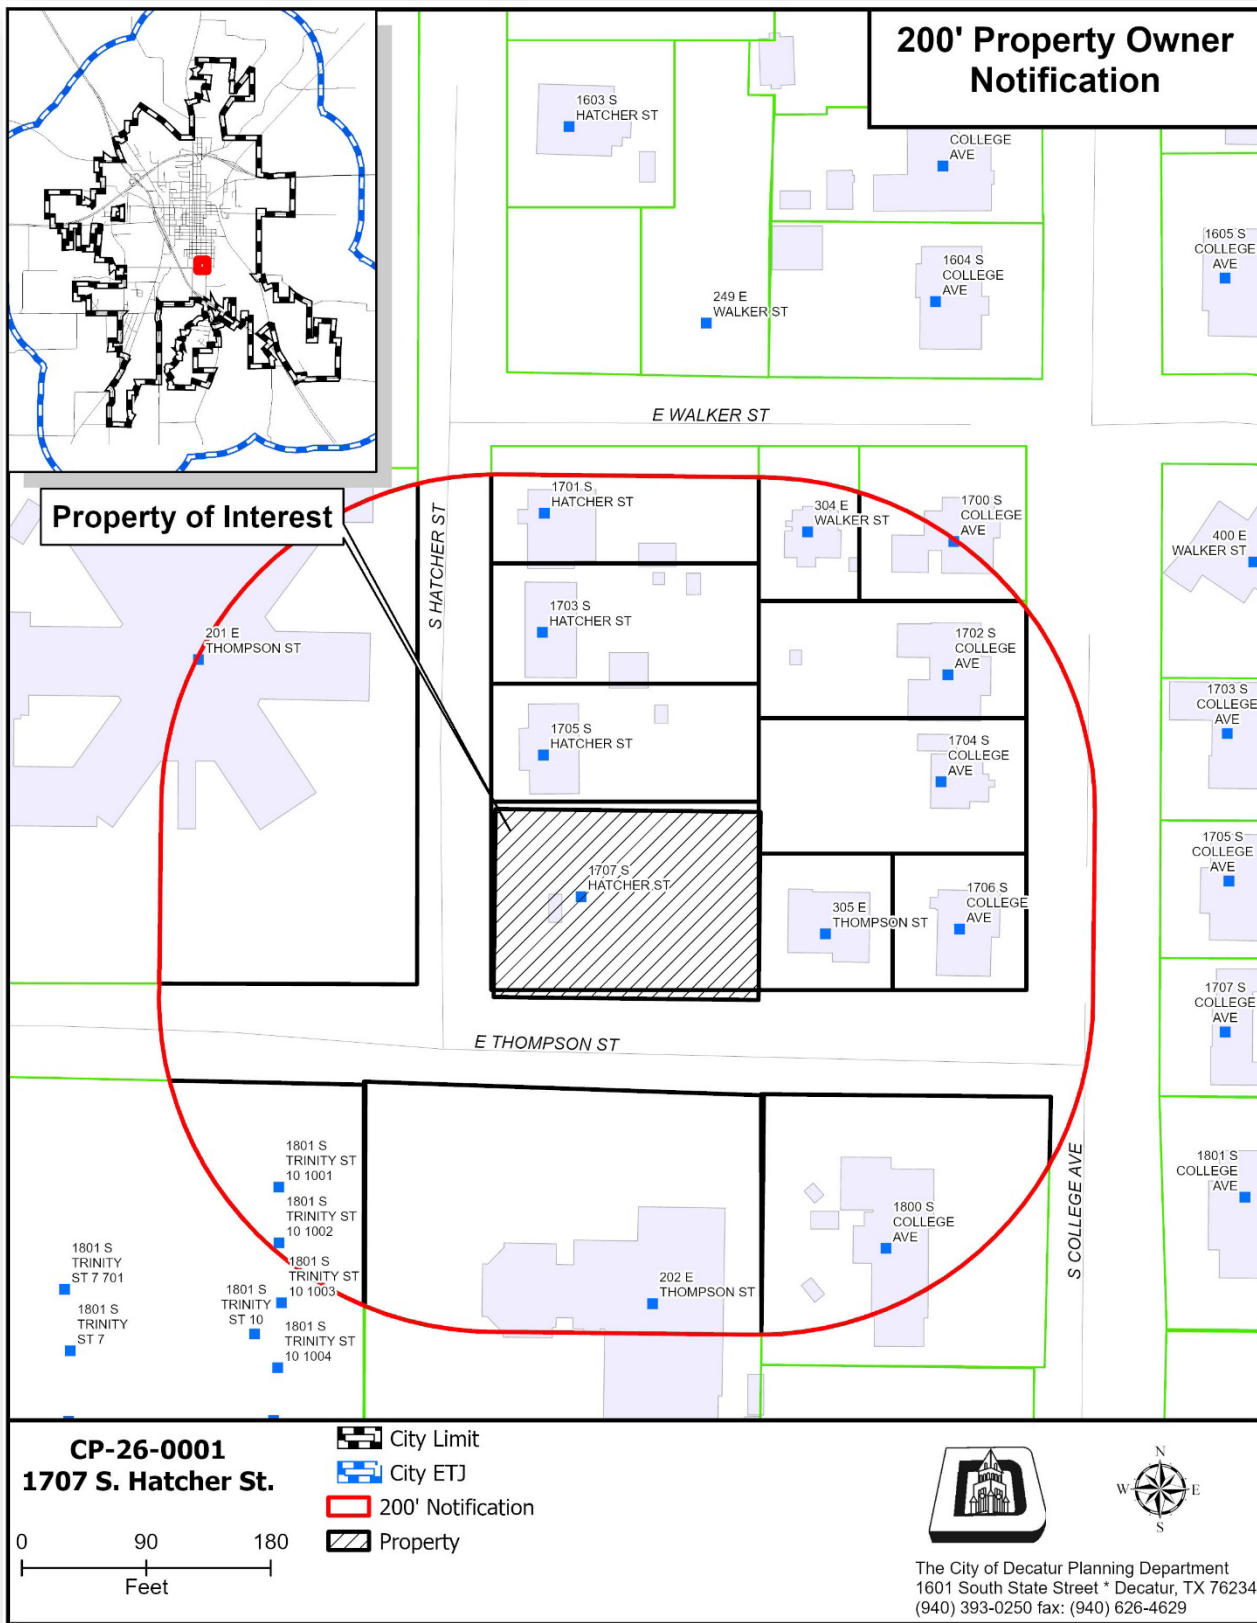 200' Property Owner
Notification
1603 S
HATCHER ST
COLLEGE
AVE
1605 S
COLLEGE
AVE
1604 S
COLLEGE
AVE
249 E
WALKER ST
E WALKER ST
Property of Interest
S HATCHER ST
1701 S
HATCHER ST
304 E
WALKER ST
1700 S
COLLEGE
AVE
400 E
WALKER ST
201 E
THOMPSON ST
1703 S
HATCHER ST
1702 S
COLLEGE
AVE
1703 S
COLLEGE
AVE
1705 S
HATCHER ST
1704 S
COLLEGE
AVE
1705 S
COLLEGE
AVE
1707 S
HATCHER ST
305 E
THOMPSON ST
1706 S
COLLEGE
AVE
1707 S
COLLEGE
AVE
E THOMPSON ST
1801 S
TRINITY ST
10 1001
1801 S
TRINITY ST
10 1002
1801 S
TRINITY ST
10 1003
1801 S
TRINITY ST
10 1004
1801 S
TRINITY
ST 7 701
1801 S
TRINITY
ST 7
1801 S
TRINITY
ST 10
202 E
THOMPSON ST
1800 S
COLLEGE
AVE
S COLLEGE AVE
1801 S
COLLEGE
AVE
CP-26-0001
1707 S. Hatcher St.
0 90 180
Feet
City Limit
City ETJ
200' Notification
Property
N
W E
S
The City of Decatur Planning Department
1601 South State Street * Decatur, TX 76234
(940) 393-0250 fax: (940) 626-4629